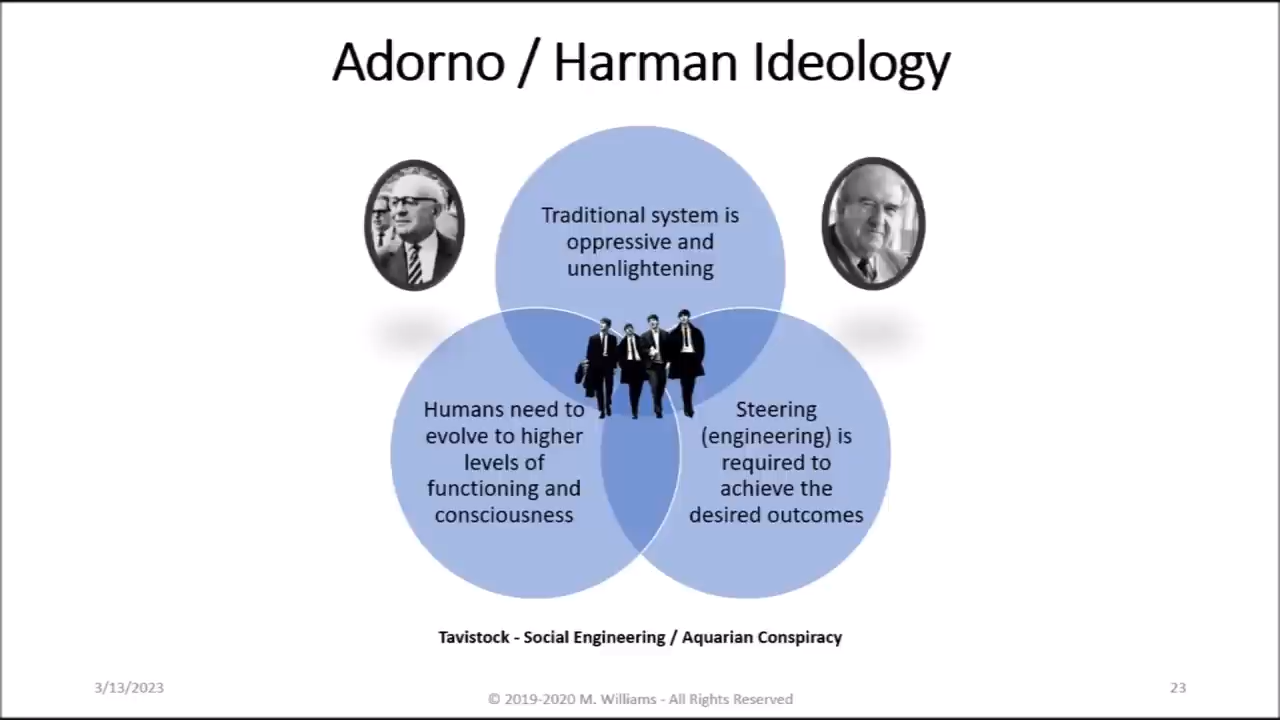 Adorno / Harman Ideology
Traditional system is
oppressive and
unenlightening
Humans need to
evolve to higher
levels of
functioning and
consciousness
Steering
(engineering) is
required to
achieve the
desired outcomes
Tavistock - Social Engineering / Aquarian Conspiracy
3/13/2023
© 2019-2020 M. Williams - All Rights Reserved
23